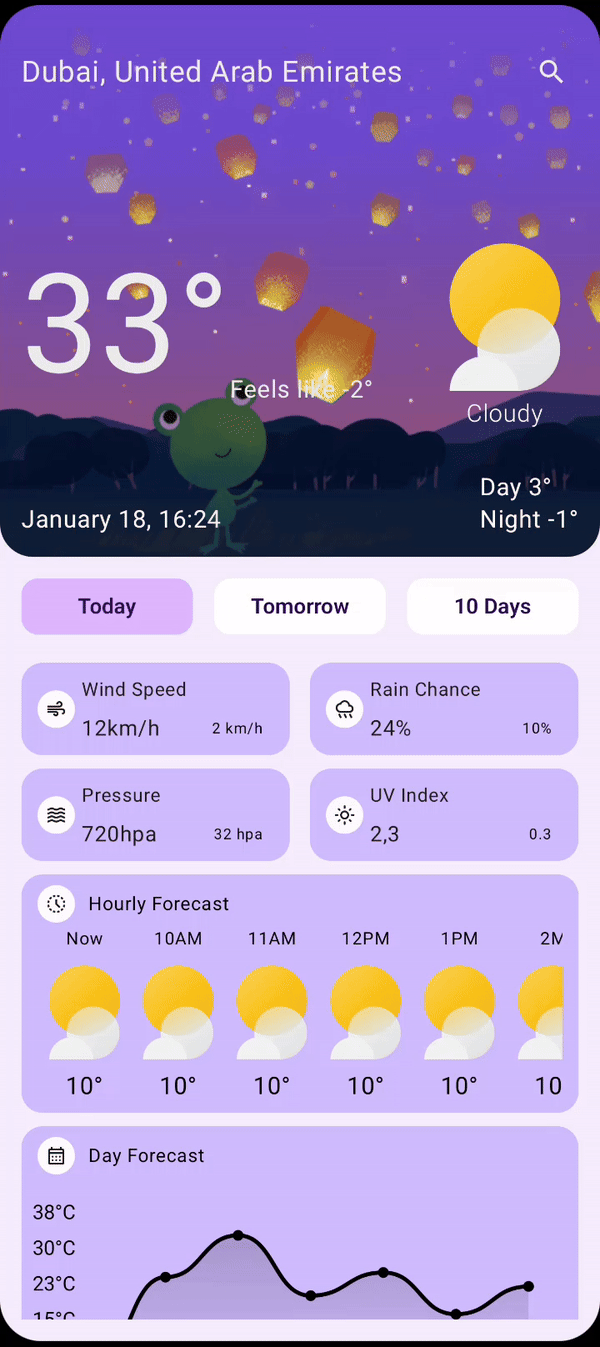 Dubai, United Arab Emirates
33°
Feels like -2°
Cloudy
Day 3°
January 18, 16:24
Night -1°
Today Tomorrow 10 Days
Wind Speed
12km/h 2 km/h
Rain Chance
24% 10%
Pressure
720hpa 32 hpa
UV Index
2,3 0.3
Hourly Forecast
Now 10AM 11AM 12PM 1PM 2M
10° 10° 10° 10° 10° 10
Day Forecast
38°C
30°C
23°C
15°C